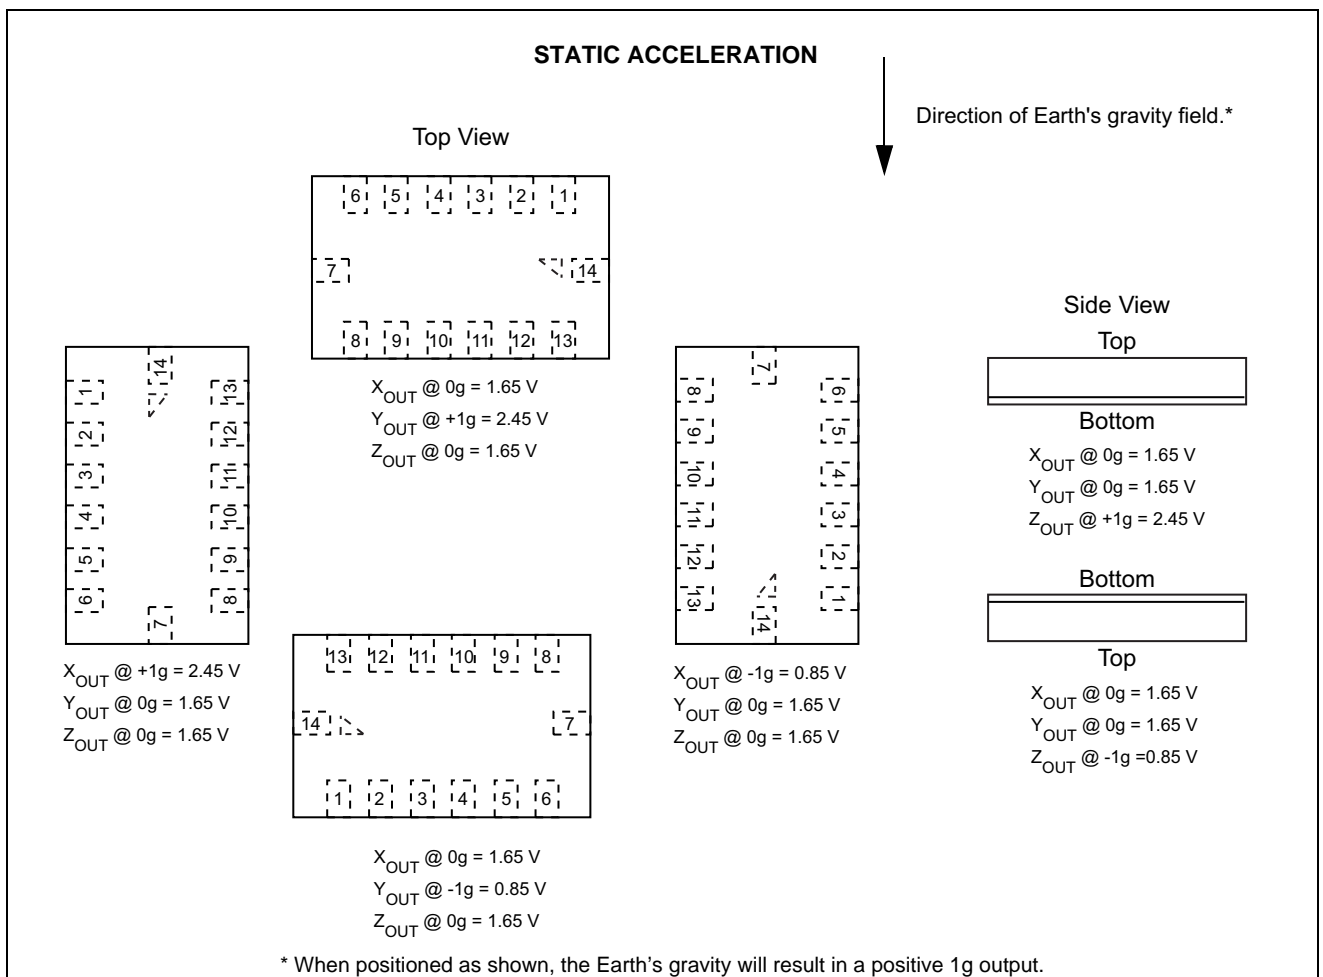 STATIC ACCELERATION
Direction of Earth's gravity field.*
Top View
6 5 4 3 2 1
7 14
8 9 10 11 12 13
XOUT @ 0g = 1.65 V
YOUT @ +1g = 2.45 V
ZOUT @ 0g = 1.65 V
14
1 13
2 12
3 11
4 10
5 9
6 8
7
XOUT @ +1g = 2.45 V
YOUT @ 0g = 1.65 V
ZOUT @ 0g = 1.65 V
13 12 11 10 9 8
14 7
1 2 3 4 5 6
XOUT @ 0g = 1.65 V
YOUT @ -1g = 0.85 V
ZOUT @ 0g = 1.65 V
7
8 6
9 5
10 4
11 3
12 2
13 1
14
XOUT @ -1g = 0.85 V
YOUT @ 0g = 1.65 V
ZOUT @ 0g = 1.65 V
Side View
Top
Bottom
XOUT @ 0g = 1.65 V
YOUT @ 0g = 1.65 V
ZOUT @ +1g = 2.45 V
Bottom
Top
XOUT @ 0g = 1.65 V
YOUT @ 0g = 1.65 V
ZOUT @ -1g =0.85 V
* When positioned as shown, the Earth’s gravity will result in a positive 1g output.